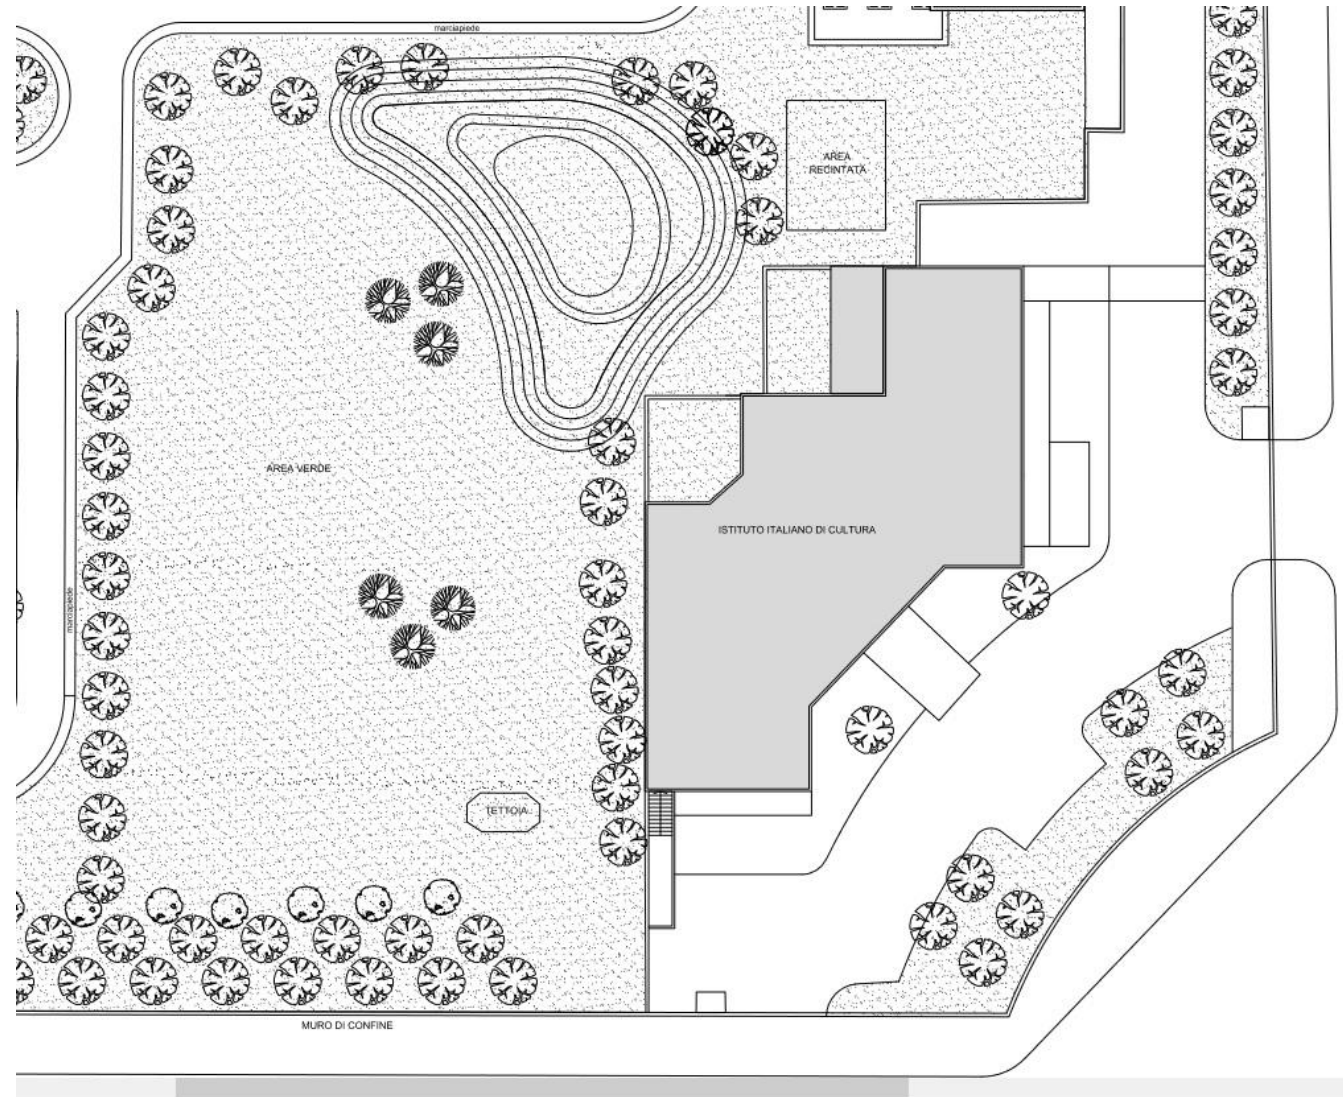 marciapiede
AREA
RECINTATA
AREA VERDE
ISTITUTO ITALIANO DI CULTURA
marciapiede
TETTOIA
MURO DI CONFINE